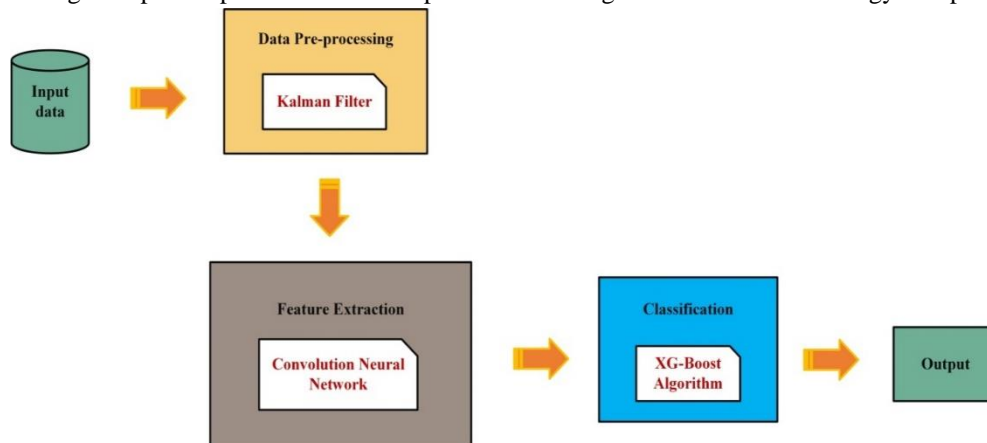 Data Pre-processing
Input
data
Kalman Filter
Feature Extraction
Convolution Neural
Network
Classification
XG-Boost
Algorithm
Output